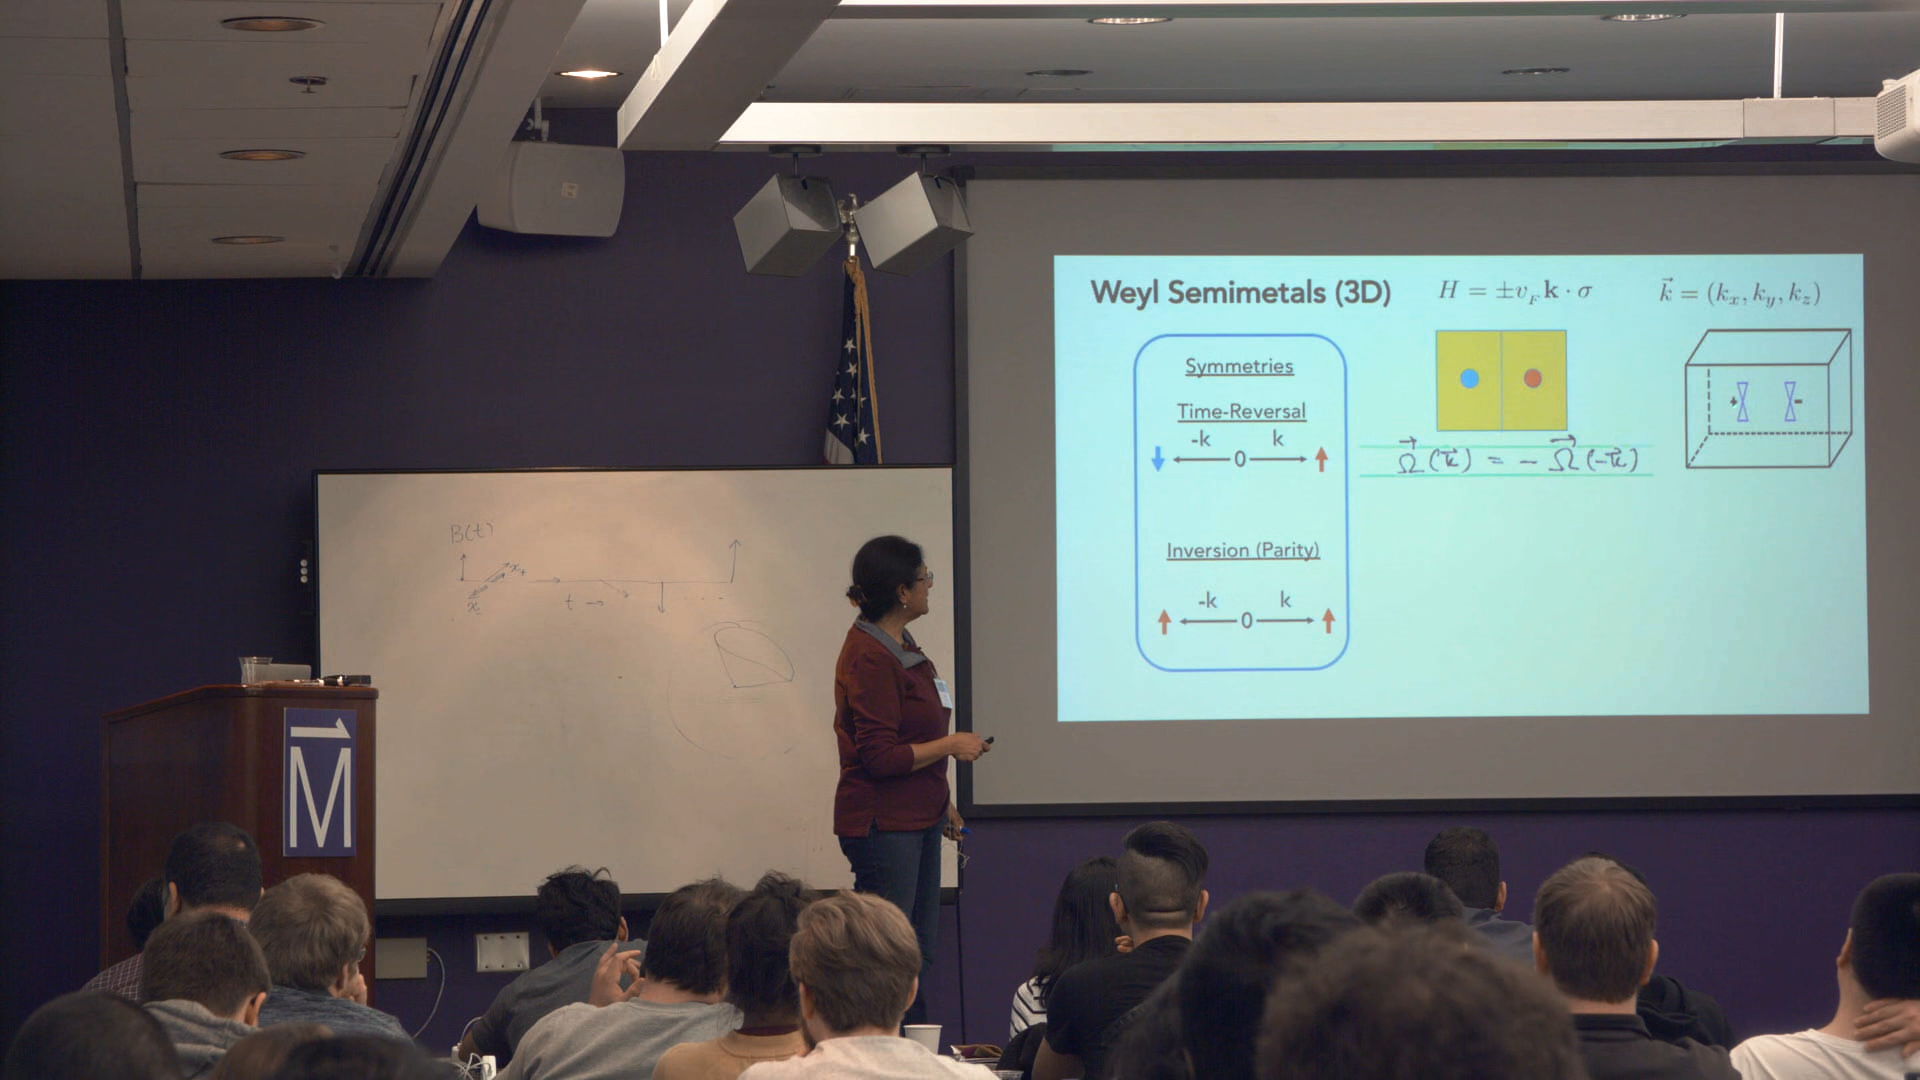 Weyl Semimetals (3D)
H = ±v_F k · σ
k⃗ = (k_x, k_y, k_z)
Symmetries
Time-Reversal
-k k
0
Ω⃗(k⃗) = - Ω⃗(-k⃗)
+ -
Inversion (Parity)
-k k
0
B(t)
x
t →
M